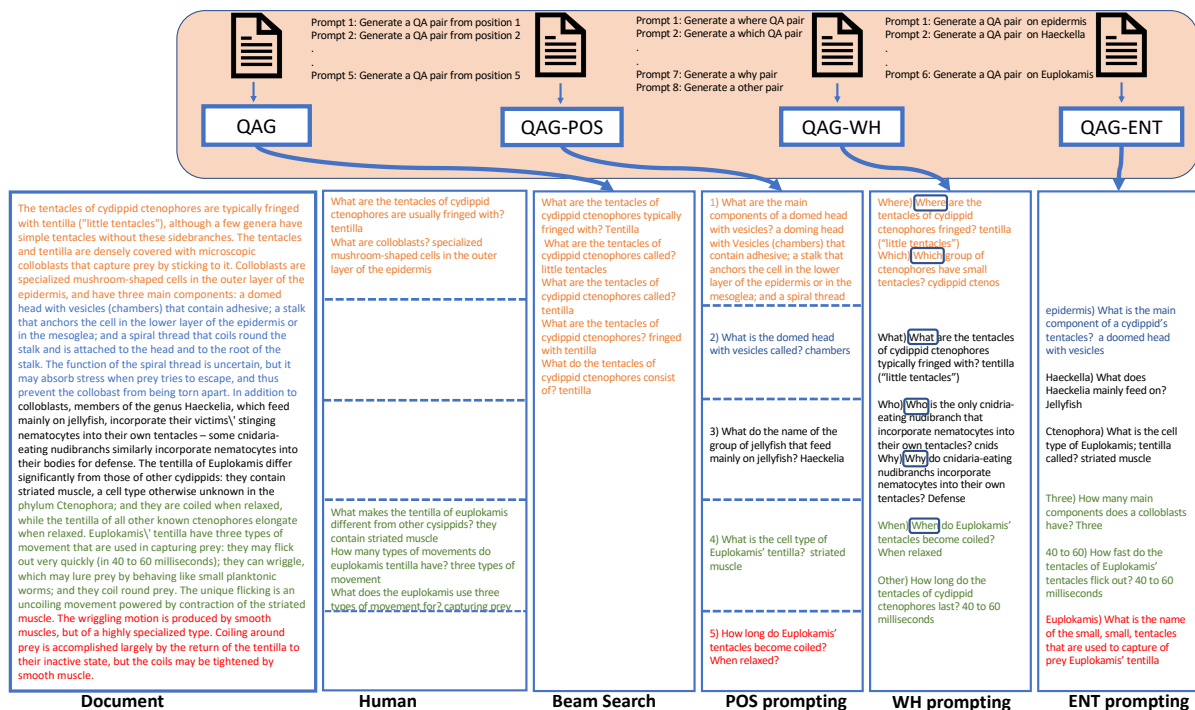 Prompt 1: Generate a QA pair from position 1
Prompt 2: Generate a QA pair from position 2
.
.
Prompt 5: Generate a QA pair from position 5
Prompt 1: Generate a where QA pair
Prompt 2: Generate a which QA pair
.
.
Prompt 7: Generate a why pair
Prompt 8: Generate a other pair
Prompt 1: Generate a QA pair on epidermis
Prompt 2: Generate a QA pair on Haeckella
.
.
Prompt 6: Generate a QA pair on Euplokamis
QAG
QAG-POS
QAG-WH
QAG-ENT
The tentacles of cydippid ctenophores are typically fringed
with tentilla ("little tentacles"), although a few genera have
simple tentacles without these sidebranches. The tentacles
and tentilla are densely covered with microscopic
colloblasts that capture prey by sticking to it. Colloblasts are
specialized mushroom-shaped cells in the outer layer of the
epidermis, and have three main components: a domed
head with vesicles (chambers) that contain adhesive; a stalk
that anchors the cell in the lower layer of the epidermis or
in the mesoglea; and a spiral thread that coils round the
stalk and is attached to the head and to the root of the
stalk. The function of the spiral thread is uncertain, but it
may absorb stress when prey tries to escape, and thus
prevent the collobast from being torn apart. In addition to
colloblasts, members of the genus Haeckelia, which feed
mainly on jellyfish, incorporate their victims\' stinging
nematocytes into their own tentacles – some cnidaria-
eating nudibranchs similarly incorporate nematocytes into
their bodies for defense. The tentilla of Euplokamis differ
significantly from those of other cydippids: they contain
striated muscle, a cell type otherwise unknown in the
phylum Ctenophora; and they are coiled when relaxed,
while the tentilla of all other known ctenophores elongate
when relaxed. Euplokamis\' tentilla have three types of
movement that are used in capturing prey: they may flick
out very quickly (in 40 to 60 milliseconds); they can wriggle,
which may lure prey by behaving like small planktonic
worms; and they coil round prey. The unique flicking is an
uncoiling movement powered by contraction of the striated
muscle. The wriggling motion is produced by smooth
muscles, but of a highly specialized type. Coiling around
prey is accomplished largely by the return of the tentilla to
their inactive state, but the coils may be tightened by
smooth muscle.
Document
What are the tentacles of cydippid
ctenophores are usually fringed with?
tentilla
What are colloblasts? specialized
mushroom-shaped cells in the outer
layer of the epidermis
What makes the tentilla of euplokamis
different from other cysippids? they
contain striated muscle
How many types of movements do
euplokamis tentilla have? three types of
movement
What does the euplokamis use three
types of movement for? capturing prey
Human
What are the tentacles of
cydippid ctenophores typically
fringed with? Tentilla
What are the tentacles of
cydippid ctenophores called?
little tentacles
What are the tentacles of
cydippid ctenophores called?
tentilla
What are the tentacles of
cydippid ctenophores? fringed
with tentilla
What do the tentacles of
cydippid ctenophores consist
of? tentilla
Beam Search
1) What are the main
components of a domed head
with vesicles? a doming head
with Vesicles (chambers) that
contain adhesive; a stalk that
anchors the cell in the lower
layer of the epidermis or in the
mesoglea; and a spiral thread
2) What is the domed head
with vesicles called? chambers
3) What do the name of the
group of jellyfish that feed
mainly on jellyfish? Haeckelia
4) What is the cell type of
Euplokamis' tentilla? striated
muscle
5) How long do Euplokamis'
tentacles become coiled?
When relaxed?
POS prompting
Where) Where are the
tentacles of cydippid
ctenophores fringed? tentilla
("little tentacles")
Which) Which group of
ctenophores have small
tentacles? cydippid ctenos
What) What are the tentacles
of cydippid ctenophores
typically fringed with? tentilla
("little tentacles")
Who) Who is the only cnidria-
eating nudibranch that
incorporate nematocytes into
their own tentacles? cnids
Why) Why do cnidaria-eating
nudibranchs incorporate
nematocytes into their own
tentacles? Defense
When) When do Euplokamis'
tentacles become coiled?
When relaxed
Other) How long do the
tentacles of cydippid
ctenophores last? 40 to 60
milliseconds
WH prompting
epidermis) What is the main
component of a cydippid's
tentacles? a doomed head
with vesicles
Haeckella) What does
Haeckelia mainly feed on?
Jellyfish
Ctenophora) What is the cell
type of Euplokamis; tentilla
called? striated muscle
Three) How many main
components does a colloblasts
have? Three
40 to 60) How fast do the
tentacles of Euplokamis'
tentacles flick out? 40 to 60
milliseconds
Euplokamis) What is the name
of the small, small, tentacles
that are used to capture of
prey Euplokamis' tentilla
ENT prompting